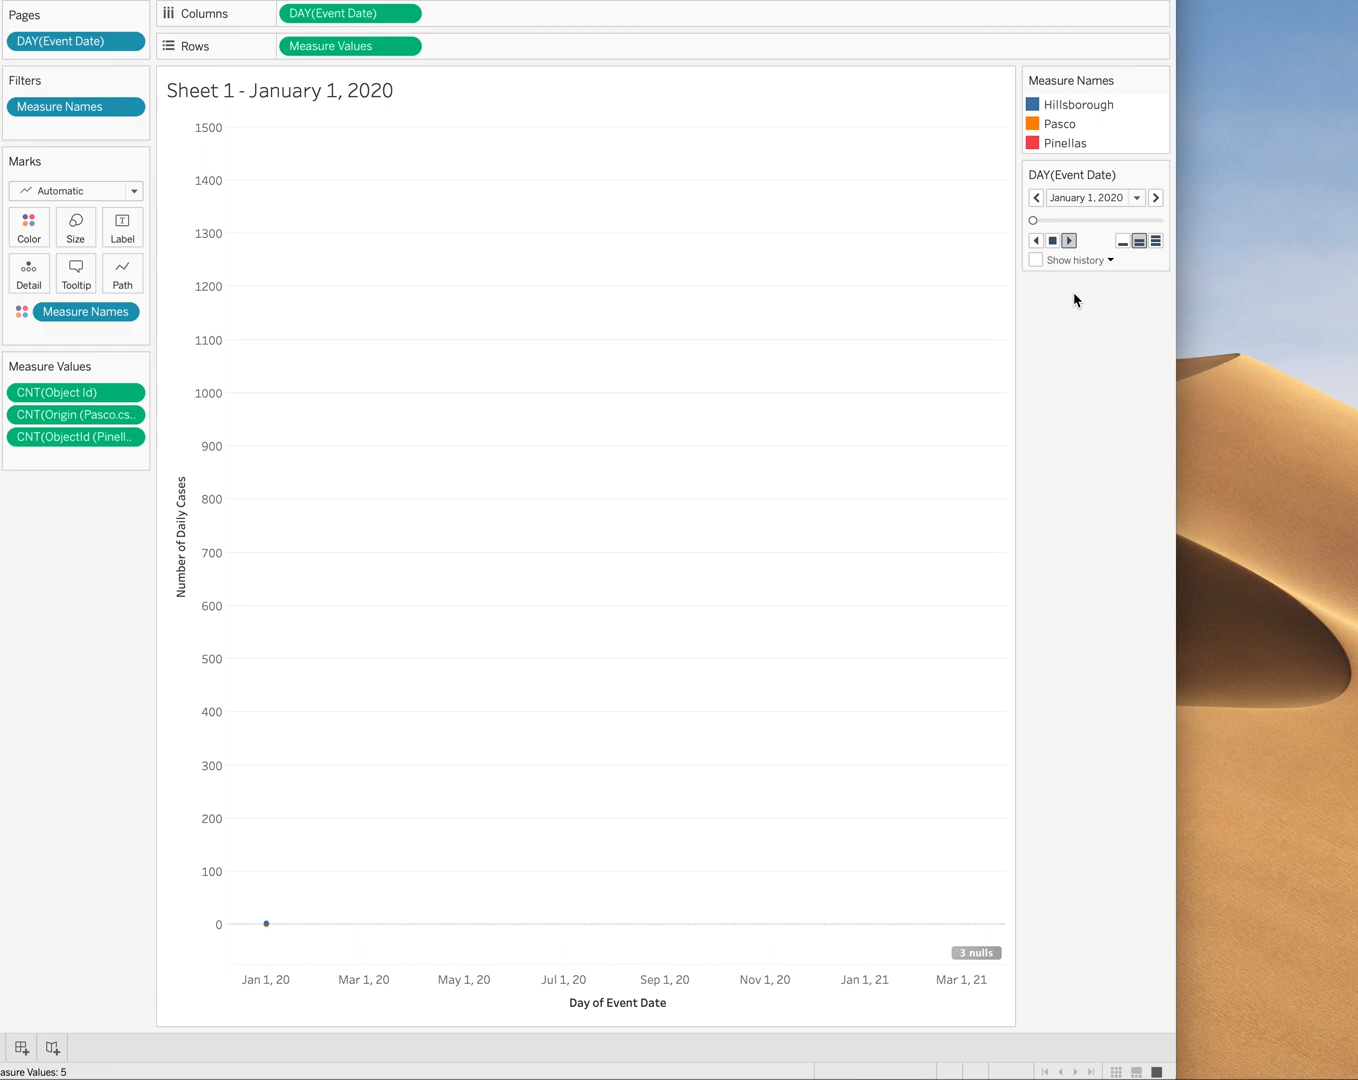 Pages
DAY(Event Date)
Filters
Measure Names
Marks
Automatic
Color
Size
Label
Detail
Tooltip
Path
Measure Names
Measure Values
CNT(Object Id)
CNT(Origin (Pasco.cs..
CNT(ObjectId (Pinell..
Columns
DAY(Event Date)
Rows
Measure Values
Sheet 1 - January 1, 2020
1500
1400
1300
1200
1100
1000
900
800
700
600
500
400
300
200
100
0
Number of Daily Cases
3 nulls
Jan 1, 20
Mar 1, 20
May 1, 20
Jul 1, 20
Sep 1, 20
Nov 1, 20
Jan 1, 21
Mar 1, 21
Day of Event Date
Measure Names
Hillsborough
Pasco
Pinellas
DAY(Event Date)
January 1, 2020
Show history
asure Values: 5